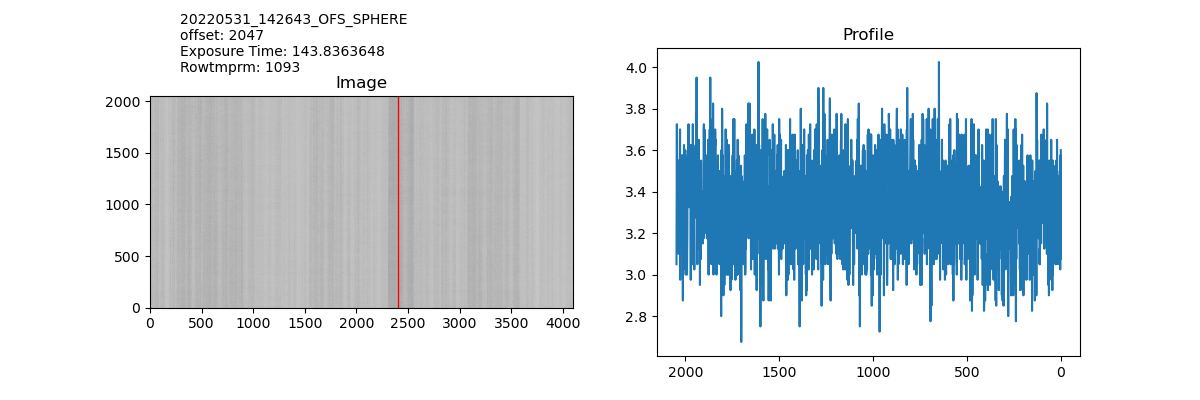 20220531_142643_OFS_SPHERE
offset: 2047
Exposure Time: 143.8363648
Rowtmprm: 1093
Image
2000
1500
1000
500
0
0 500 1000 1500 2000 2500 3000 3500 4000
Profile
4.0
3.8
3.6
3.4
3.2
3.0
2.8
2000 1500 1000 500 0